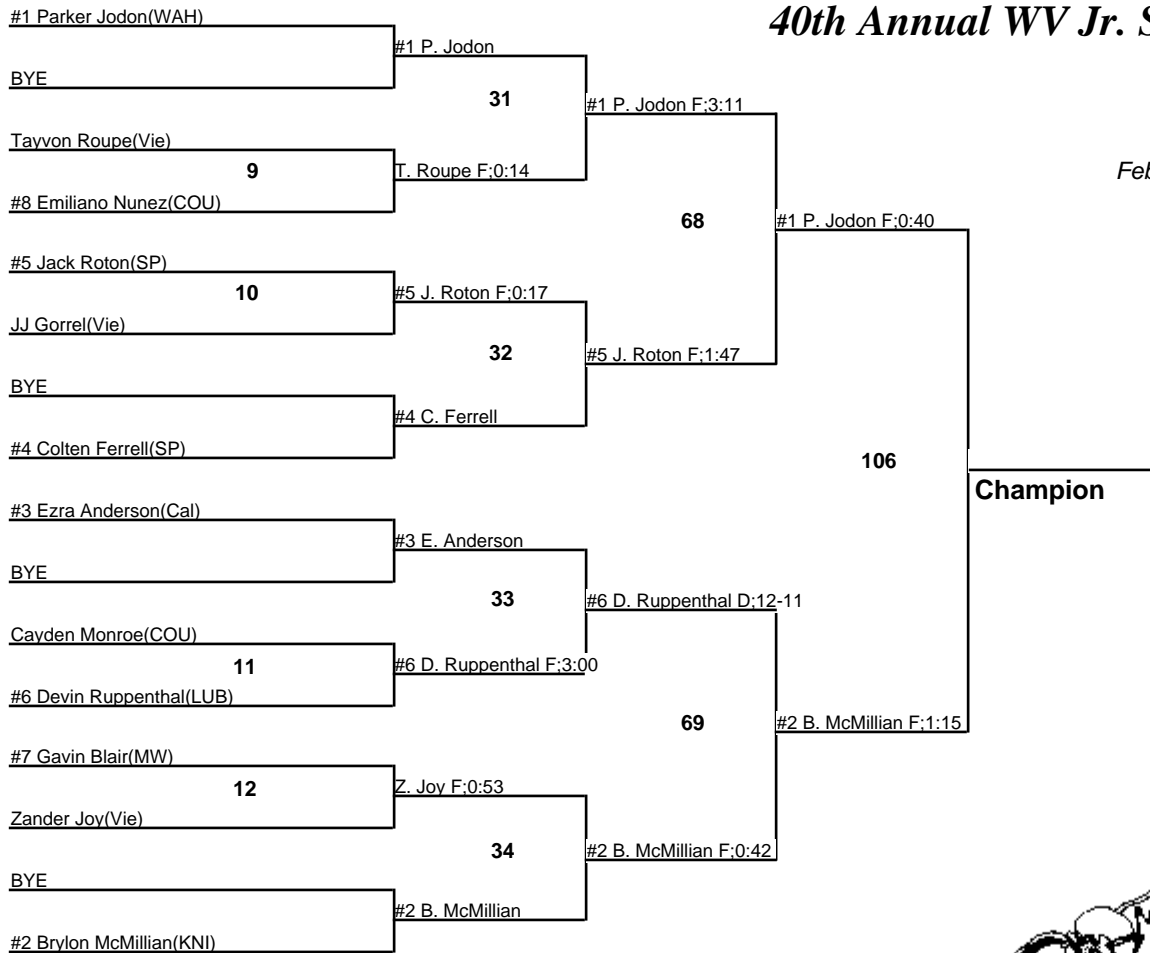 40th Annual WV Jr. S
Feb
#1 Parker Jodon(WAH)
BYE
Tayvon Roupe(Vie)
9
#8 Emiliano Nunez(COU)
#5 Jack Roton(SP)
10
JJ Gorrel(Vie)
BYE
#4 Colten Ferrell(SP)
#3 Ezra Anderson(Cal)
BYE
Cayden Monroe(COU)
11
#6 Devin Ruppenthal(LUB)
#7 Gavin Blair(MW)
12
Zander Joy(Vie)
BYE
#2 Brylon McMillian(KNI)
#1 P. Jodon
31
T. Roupe F;0:14
#5 J. Roton F;0:17
32
#4 C. Ferrell
#3 E. Anderson
33
#6 D. Ruppenthal F;3:00
Z. Joy F;0:53
34
#2 B. McMillian
#1 P. Jodon F;3:11
68
#5 J. Roton F;1:47
#6 D. Ruppenthal D;12-11
69
#2 B. McMillian F;0:42
#1 P. Jodon F;0:40
106
#2 B. McMillian F;1:15
Champion